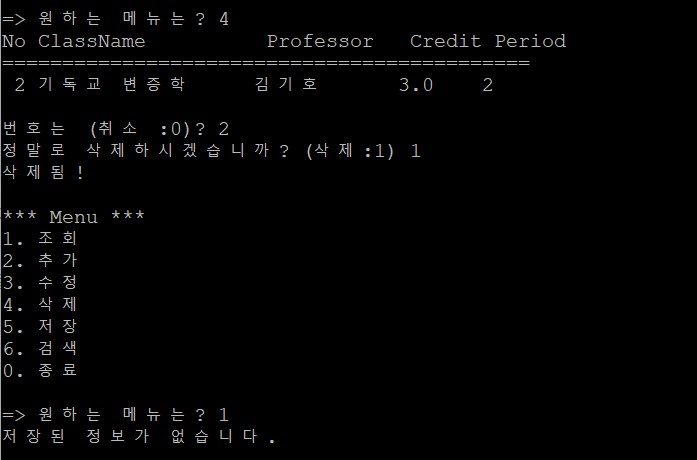 => 원하는 메뉴는? 4
No ClassName Professor Credit Period
============================================
2 기독교 변증학 김기호 3.0 2
번호는 (취소 :0)? 2
정말로 삭제하시겠습니까? (삭제:1) 1
삭제됨!
*** Menu ***
1. 조회
2. 추가
3. 수정
4. 삭제
5. 저장
6. 검색
0. 종료
=> 원하는 메뉴는? 1
저장된 정보가 없습니다.